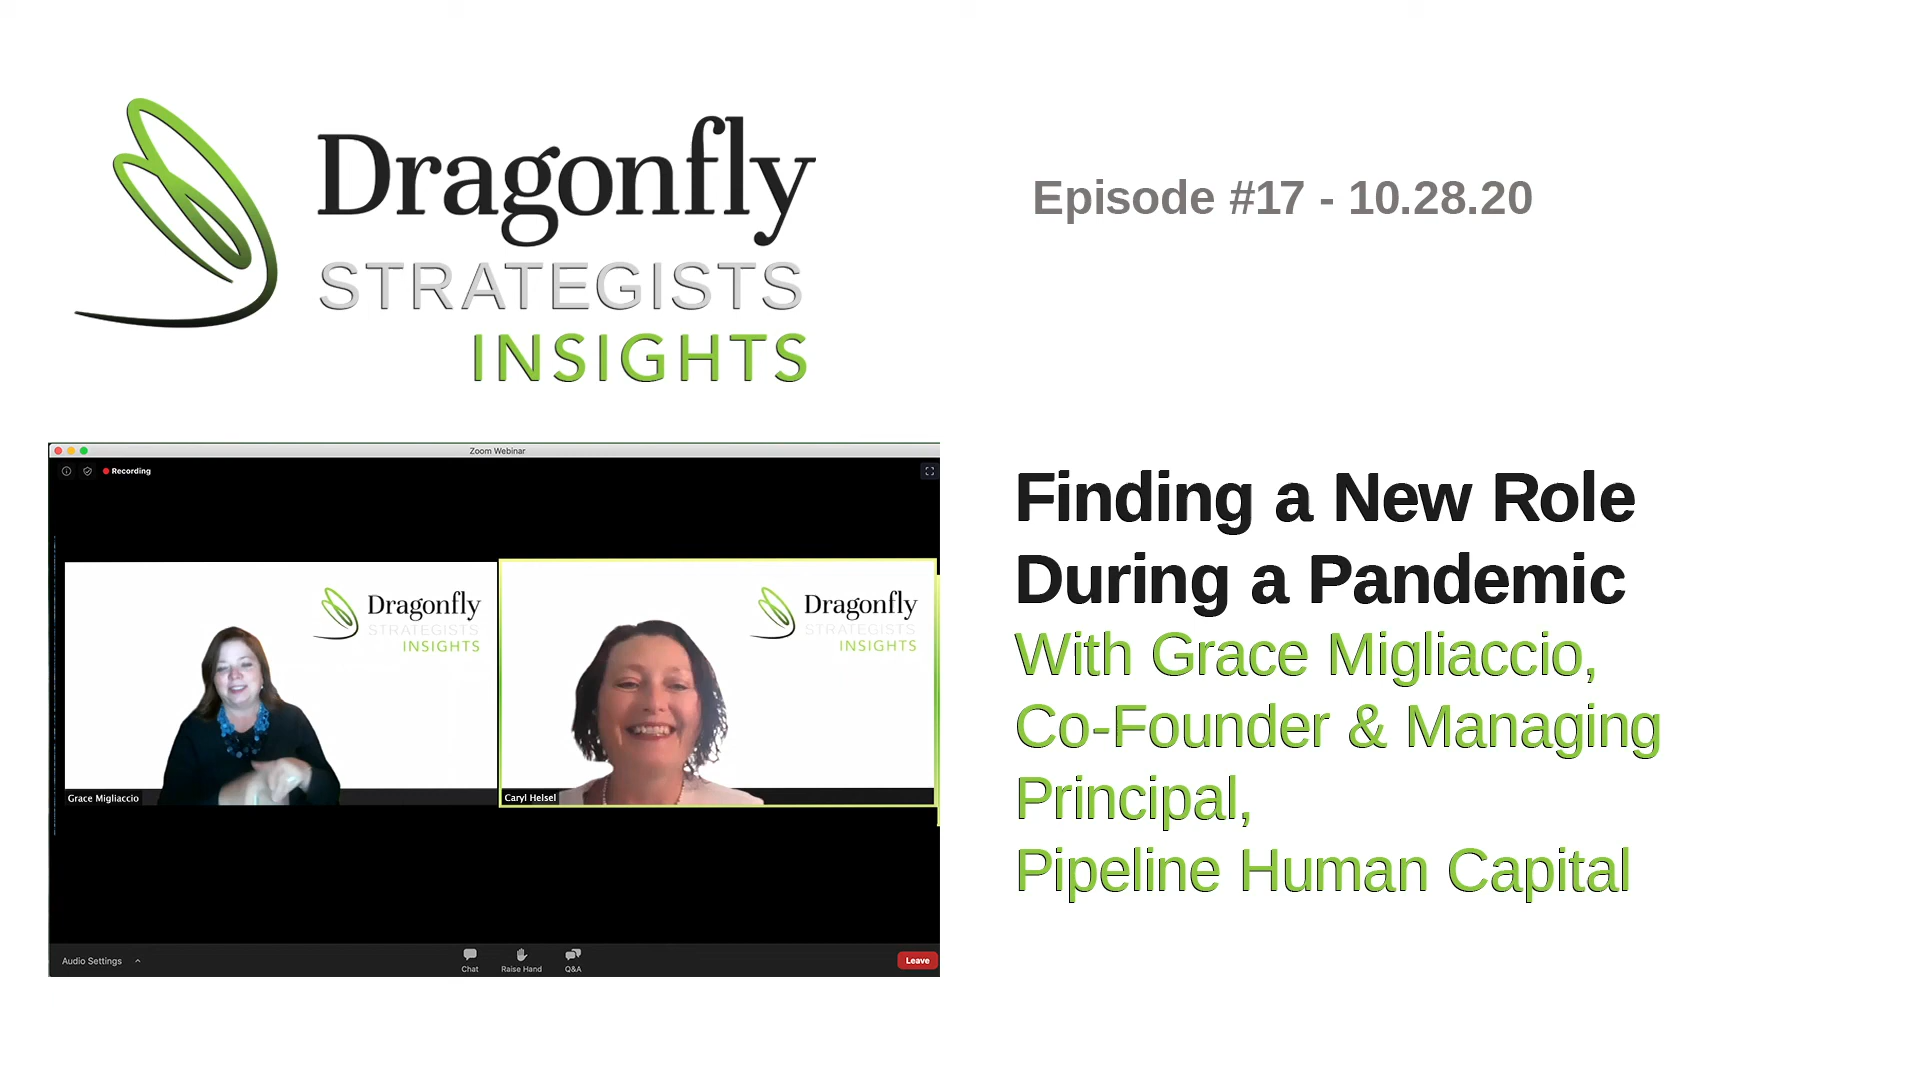 Dragonfly
STRATEGISTS
INSIGHTS
Episode #17 - 10.28.20
Zoom Webinar
Recording
Dragonfly
STRATEGISTS
INSIGHTS
Grace Migliaccio
Dragonfly
STRATEGISTS
INSIGHTS
Caryl Helsel
Audio Settings
Chat
Raise Hand
Q&A
Leave
Finding a New Role
During a Pandemic
With Grace Migliaccio,
Co-Founder & Managing
Principal,
Pipeline Human Capital